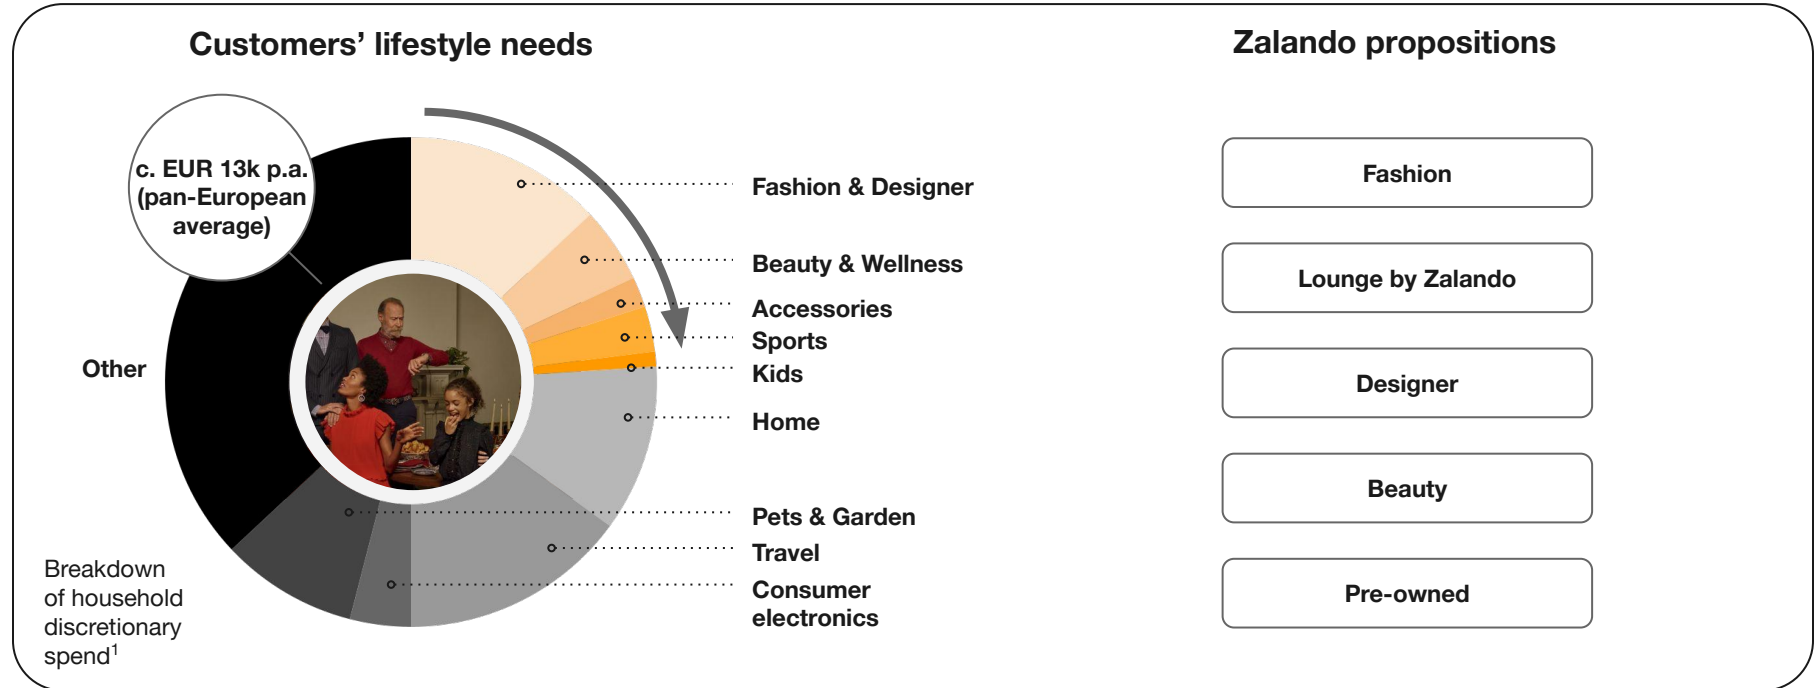 Customers’ lifestyle needs
c. EUR 13k p.a.
(pan-European
average)
Fashion & Designer
Beauty & Wellness
Accessories
Sports
Kids
Home
Pets & Garden
Travel
Consumer
electronics
Other
Breakdown
of household
discretionary
spend¹
Zalando propositions
Fashion
Lounge by Zalando
Designer
Beauty
Pre-owned